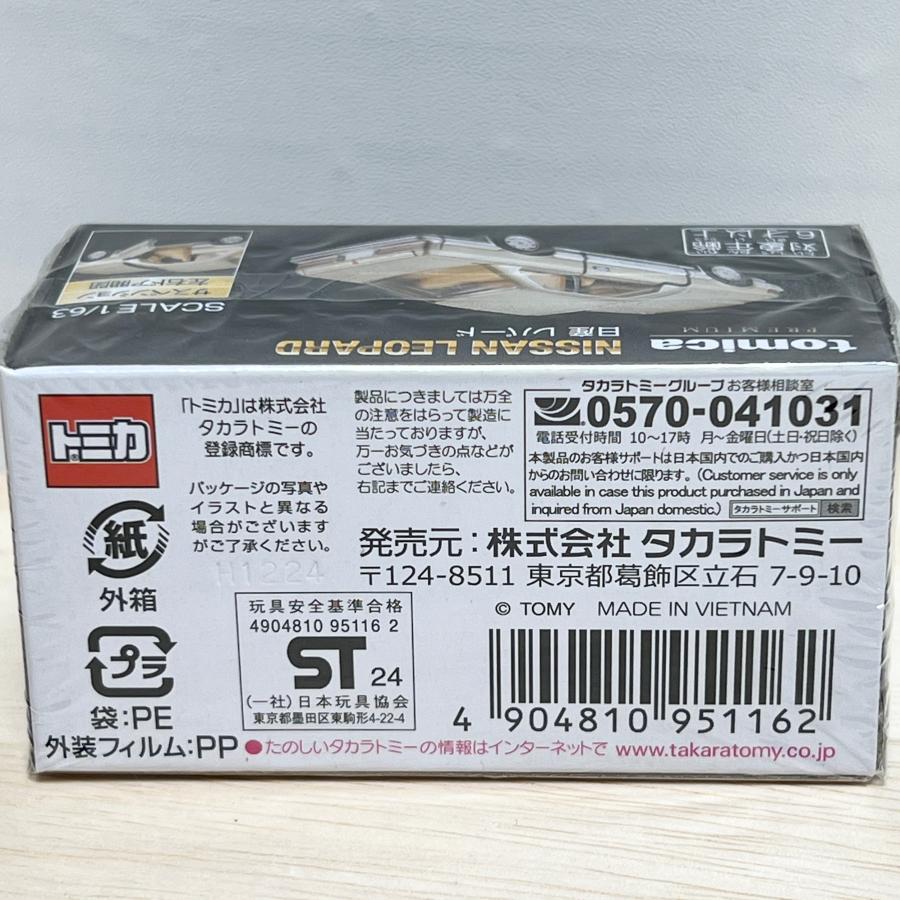 対象年齢
6才以上
サスペンション
左右ドア開閉
SCALE 1/63
tomica
PREMIUM
NISSAN LEOPARD
日産 レパード
トミカ
「トミカ」は株式会社
タカラトミーの
登録商標です。
パッケージの写真や
イラストと異なる
場合がございます
がご了承ください。
H1224
製品につきましては万全
の注意をはらって製造に
当たっておりますが、
万一お気づきの点などが
ございましたら、
右記までご連絡ください。
タカラトミーグループ お客様相談室
0570-041031
電話受付時間 10〜17時 月〜金曜日(土日・祝日除く)
本製品のお客様サポートは日本国内でのご購入かつ日本国内
からのお問い合わせに限ります。(Customer service is only
available in case this product purchased in Japan and
inquired from Japan domestic.) タカラトミーサポート 検索
発売元:株式会社 タカラトミー
〒124-8511 東京都葛飾区立石 7-9-10
紙
外箱
プラ
袋:PE
外装フィルム:PP
玩具安全基準合格
4904810 95116 2
ST 24
(一社)日本玩具協会
東京都墨田区東駒形4-22-4
© TOMY MADE IN VIETNAM
4 904810 951162
●たのしいタカラトミーの情報はインターネットで www.takaratomy.co.jp